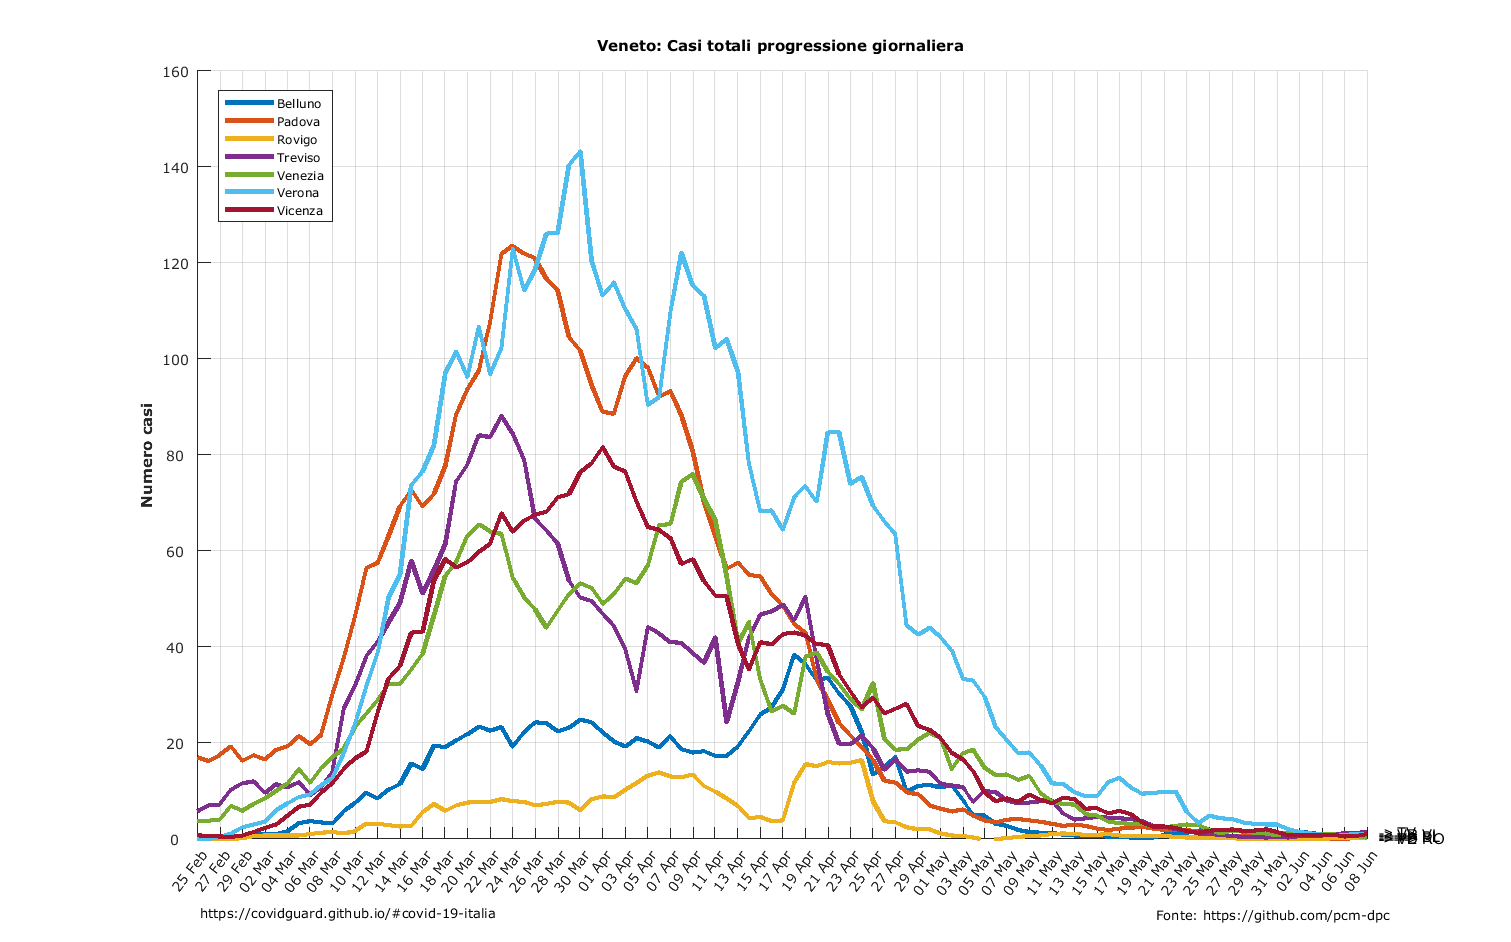 Veneto: Casi totali progressione giornaliera
160
140
120
100
80
60
40
20
0
Numero casi
Belluno
Padova
Rovigo
Treviso
Venezia
Verona
Vicenza
25 Feb
27 Feb
29 Feb
02 Mar
04 Mar
06 Mar
08 Mar
10 Mar
12 Mar
14 Mar
16 Mar
18 Mar
20 Mar
22 Mar
24 Mar
26 Mar
28 Mar
30 Mar
01 Apr
03 Apr
05 Apr
07 Apr
09 Apr
11 Apr
13 Apr
15 Apr
17 Apr
19 Apr
21 Apr
23 Apr
25 Apr
27 Apr
29 Apr
01 May
03 May
05 May
07 May
09 May
11 May
13 May
15 May
17 May
19 May
21 May
23 May
25 May
27 May
29 May
31 May
02 Jun
04 Jun
06 Jun
08 Jun
https://covidguard.github.io/#covid-19-italia
Fonte: https://github.com/pcm-dpc